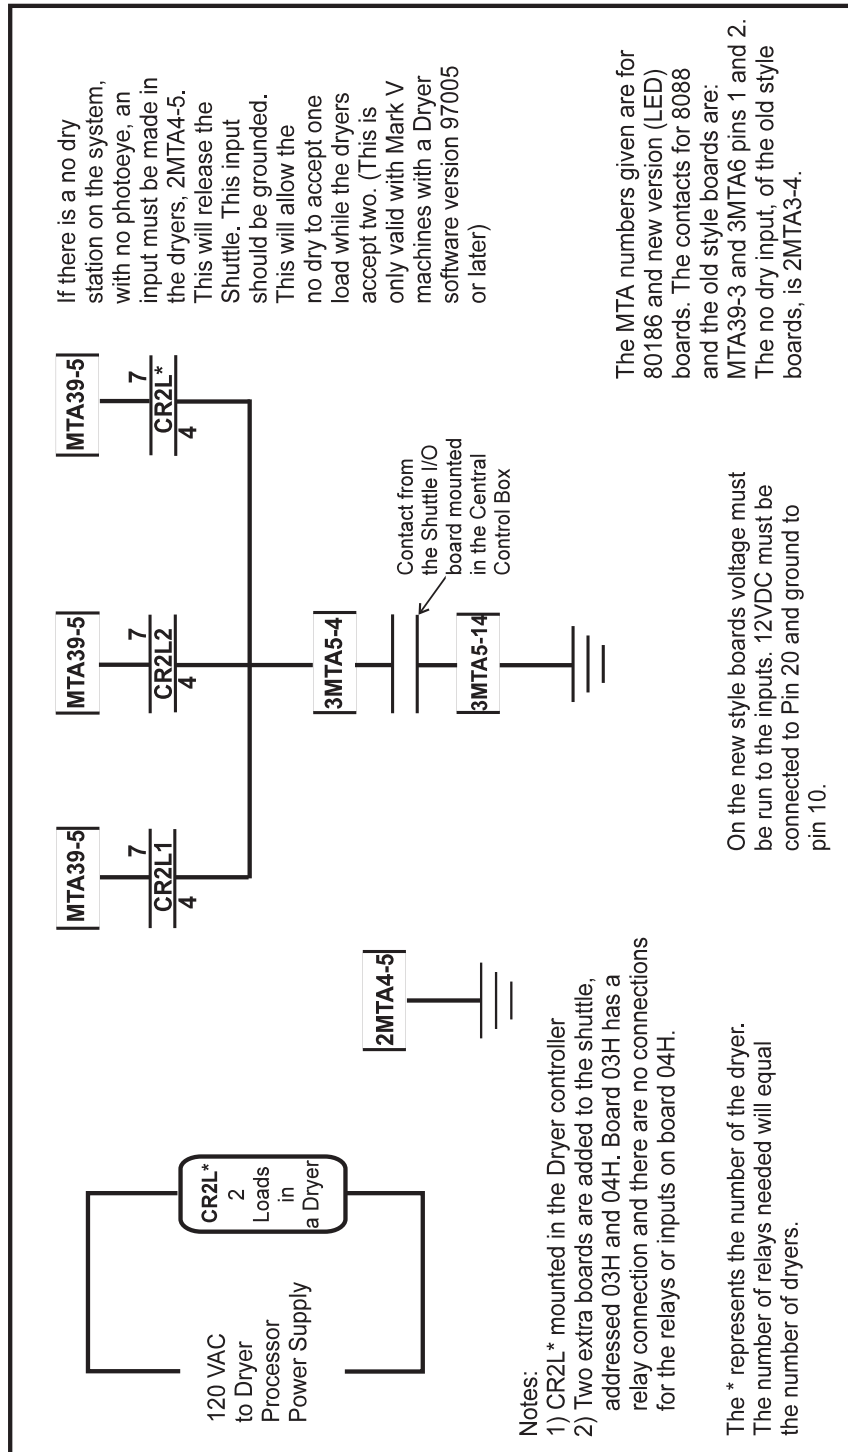 120 VAC
to Dryer
Processor
Power Supply
CR2L*
2
Loads
in
a Dryer
2MTA4-5
MTA39-5
7
CR2L1
4
MTA39-5
7
CR2L2
4
MTA39-5
7
CR2L*
4
3MTA5-4
3MTA5-14
Contact from
the Shuttle I/O
board mounted
in the Central
Control Box
If there is a no dry
station on the system,
with no photoeye, an
input must be made in
the dryers, 2MTA4-5.
This will release the
Shuttle. This input
should be grounded.
This will allow the
no dry to accept one
load while the dryers
accept two. (This is
only valid with Mark V
machines with a Dryer
software version 97005
or later)
Notes:
1) CR2L* mounted in the Dryer controller
2) Two extra boards are added to the shuttle,
addressed 03H and 04H. Board 03H has a
relay connection and there are no connections
for the relays or inputs on board 04H.
The * represents the number of the dryer.
The number of relays needed will equal
the number of dryers.
On the new style boards voltage must
be run to the inputs. 12VDC must be
connected to Pin 20 and ground to
pin 10.
The MTA numbers given are for
80186 and new version (LED)
boards. The contacts for 8088
and the old style boards are:
MTA39-3 and 3MTA6 pins 1 and 2.
The no dry input, of the old style
boards, is 2MTA3-4.